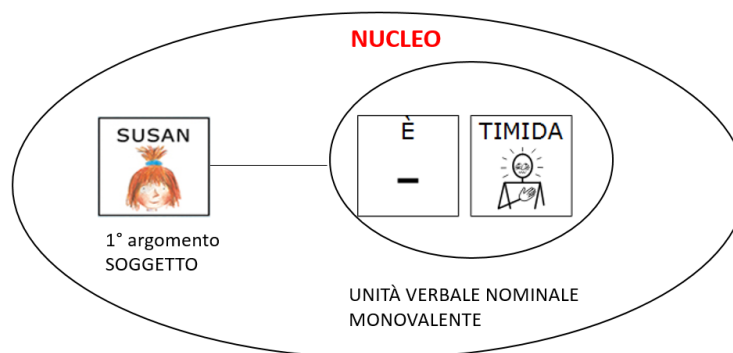 NUCLEO
SUSAN
È
TIMIDA
1° argomento
SOGGETTO
UNITÀ VERBALE NOMINALE
MONOVALENTE